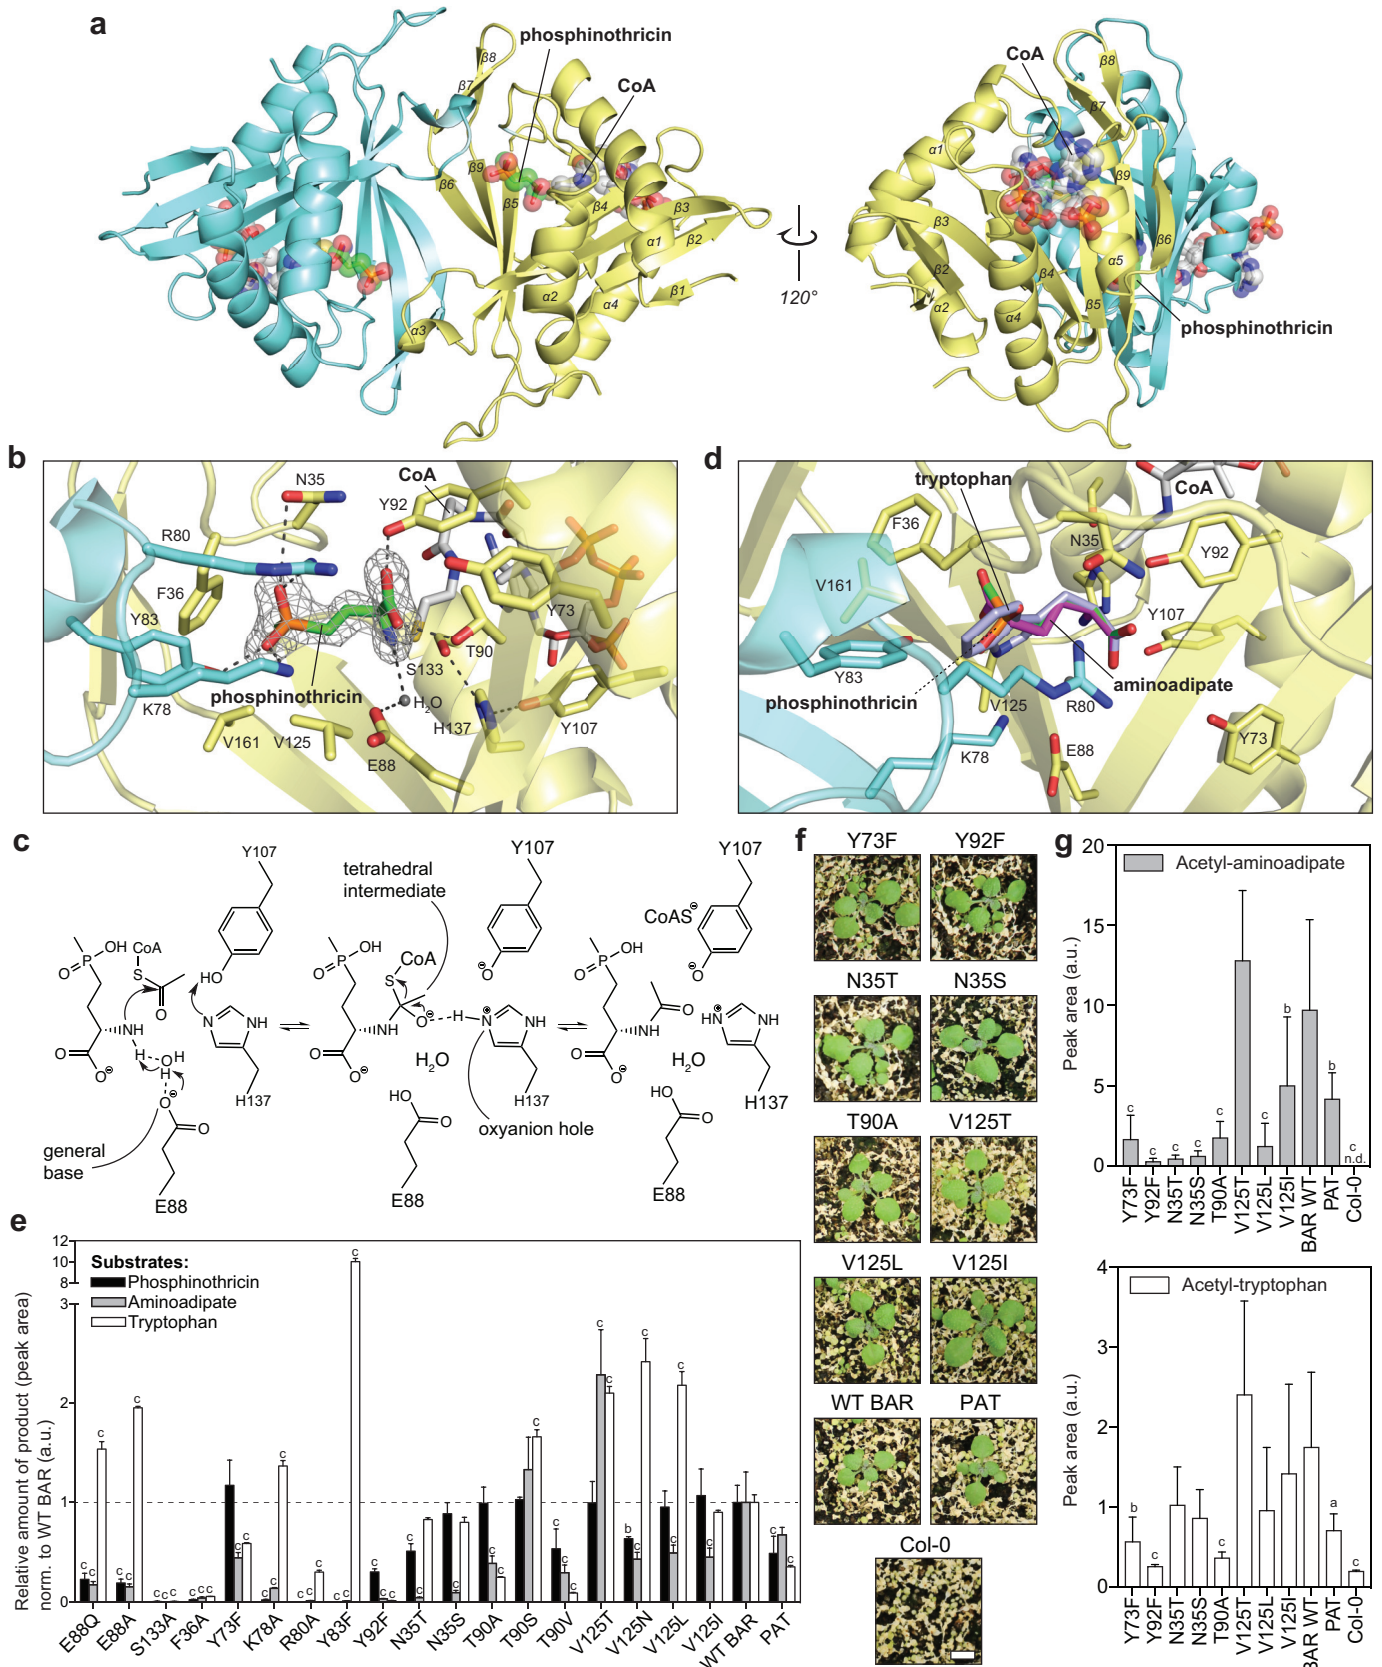 a
phosphinothricin
CoA
β8
β7
β9
β6
β5
β4
β3
β2
β1
α1
α2
α4
α3
120°
CoA
β8
β7
α1
β9
β3
β6
β2
β4
α5
α2
α4
β5
phosphinothricin
b
N35
CoA
Y92
R80
F36
Y83
Y73
T90
S133
phosphinothricin
K78
H₂O
H137
Y107
V161
V125
E88
d
tryptophan
CoA
F36
N35
Y92
V161
Y107
Y83
phosphinothricin
aminoadipate
V125
R80
K78
E88
Y73
c
Y107
CoA
OH
P
O
S
O
HO
NH
N
NH
O
O⊖
H
OH
H
O⊖
O
H137
general
base
E88
tetrahedral
intermediate
Y107
CoA
OH
P
O
S
O⊖
NH
O⊖
H
N⊕
NH
O
O⊖
H₂O
HO
O
H137
oxyanion hole
E88
Y107
CoAS⊖
OH
P
O
O⊖
O
NH
HN⊕
NH
O
O⊖
H₂O
HO
O
H137
E88
e
Relative amount of product (peak area)
norm. to WT BAR (a.u.)
12
10
8
3
2
1
0
Substrates:
Phosphinothricin
Aminoadipate
Tryptophan
c c c
c c c
c c c
c c c
c c
c c c
c c c
c c c
c c c
c c
c
c c
c
c c c
c c
b c c
c c
c
c c
E88Q
E88A
S133A
F36A
Y73F
K78A
R80A
Y83F
Y92F
N35T
N35S
T90A
T90S
T90V
V125T
V125N
V125L
V125I
WT BAR
PAT
f
Y73F
Y92F
N35T
N35S
T90A
V125T
V125L
V125I
WT BAR
PAT
Col-0
g
Peak area (a.u.)
20
15
10
5
0
Acetyl-aminoadipate
c
c
c
c
c
c
b
b
c
n.d.
Y73F
Y92F
N35T
N35S
T90A
V125T
V125L
V125I
BAR WT
PAT
Col-0
Peak area (a.u.)
4
3
2
1
0
Acetyl-tryptophan
b
c
c
a
c
Y73F
Y92F
N35T
N35S
T90A
V125T
V125L
V125I
BAR WT
PAT
Col-0